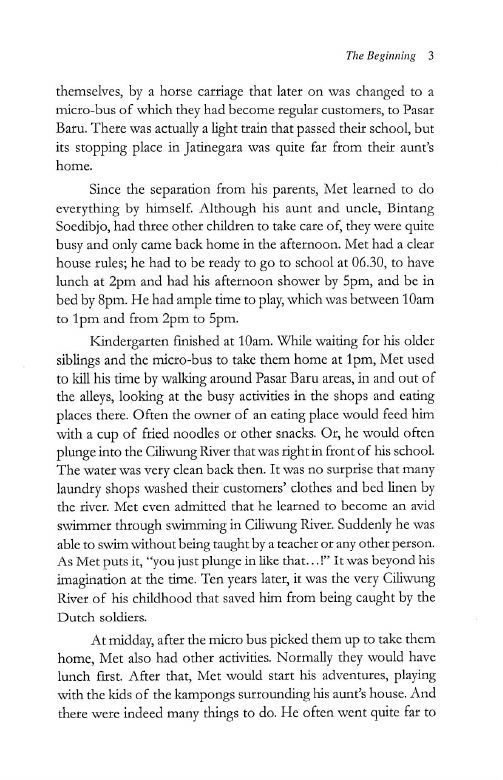 The Beginning 3
themselves, by a horse carriage that later on was changed to a
micro-bus of which they had become regular customers, to Pasar
Baru. There was actually a light train that passed their school, but
its stopping place in Jatinegara was quite far from their aunt's
home.
Since the separation from his parents, Met learned to do
everything by himself. Although his aunt and uncle, Bintang
Soedibjo, had three other children to take care of, they were quite
busy and only came back home in the afternoon. Met had a clear
house rules; he had to be ready to go to school at 06.30, to have
lunch at 2pm and had his afternoon shower by 5pm, and be in
bed by 8pm. He had ample time to play, which was between 10am
to 1pm and from 2pm to 5pm.
Kindergarten finished at 10am. While waiting for his older
siblings and the micro-bus to take them home at 1pm, Met used
to kill his time by walking around Pasar Baru areas, in and out of
the alleys, looking at the busy activities in the shops and eating
places there. Often the owner of an eating place would feed him
with a cup of fried noodles or other snacks. Or, he would often
plunge into the Ciliwung River that was right in front of his school.
The water was very clean back then. It was no surprise that many
laundry shops washed their customers' clothes and bed linen by
the river. Met even admitted that he learned to become an avid
swimmer through swimming in Ciliwung River. Suddenly he was
able to swim without being taught by a teacher or any other person.
As Met puts it, "you just plunge in like that…!" It was beyond his
imagination at the time. Ten years later, it was the very Ciliwung
River of his childhood that saved him from being caught by the
Dutch soldiers.
At midday, after the micro bus picked them up to take them
home, Met also had other activities. Normally they would have
lunch first. After that, Met would start his adventures, playing
with the kids of the kampongs surrounding his aunt's house. And
there were indeed many things to do. He often went quite far to